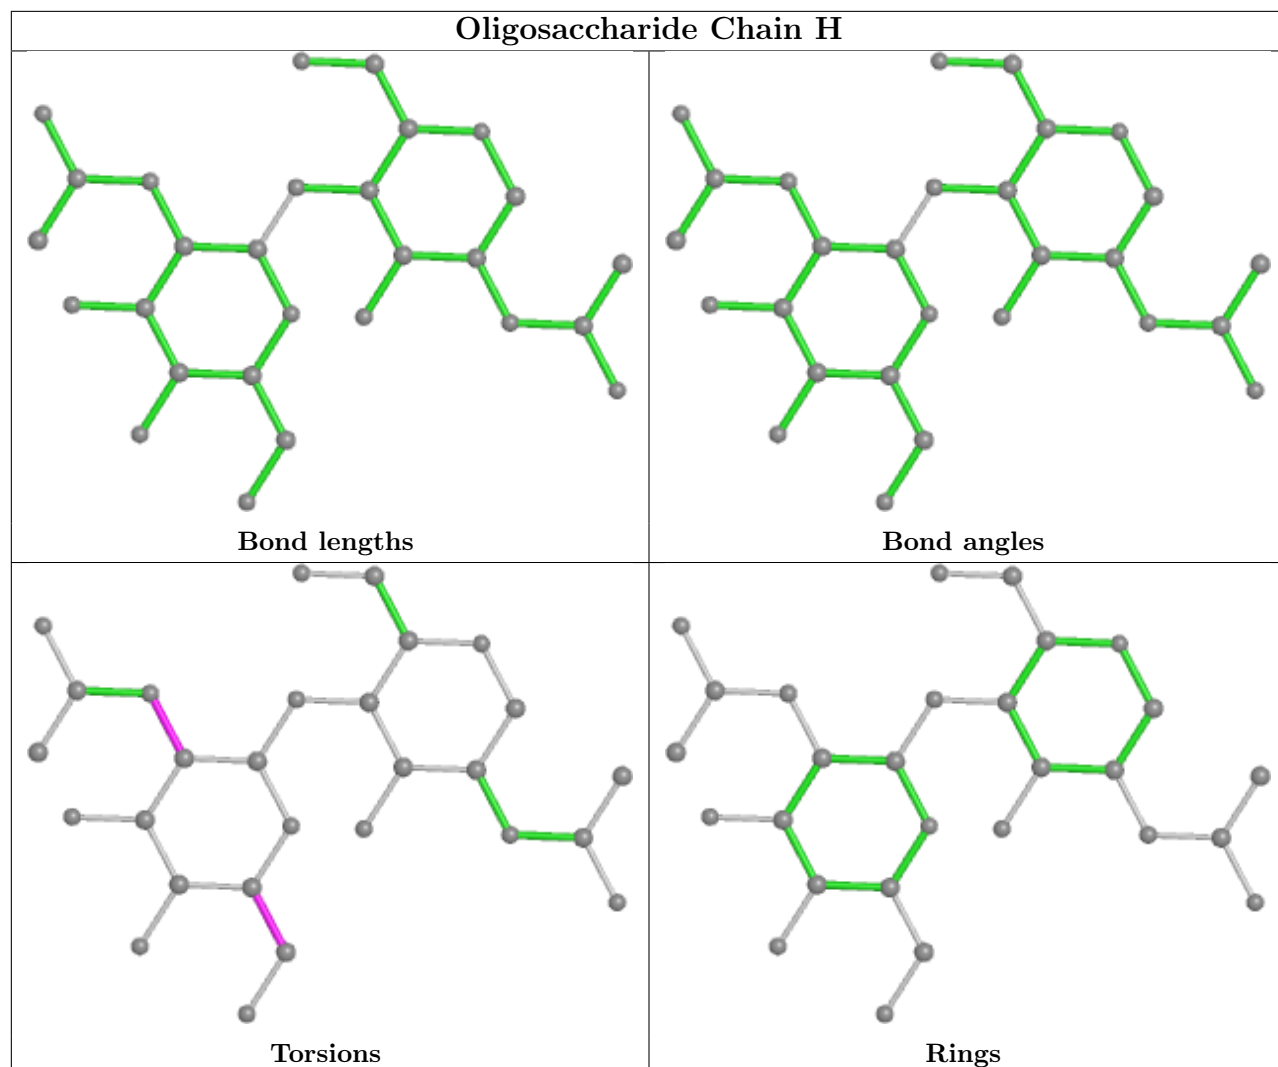 Oligosaccharide Chain H
Bond lengths
Bond angles
Torsions
Rings